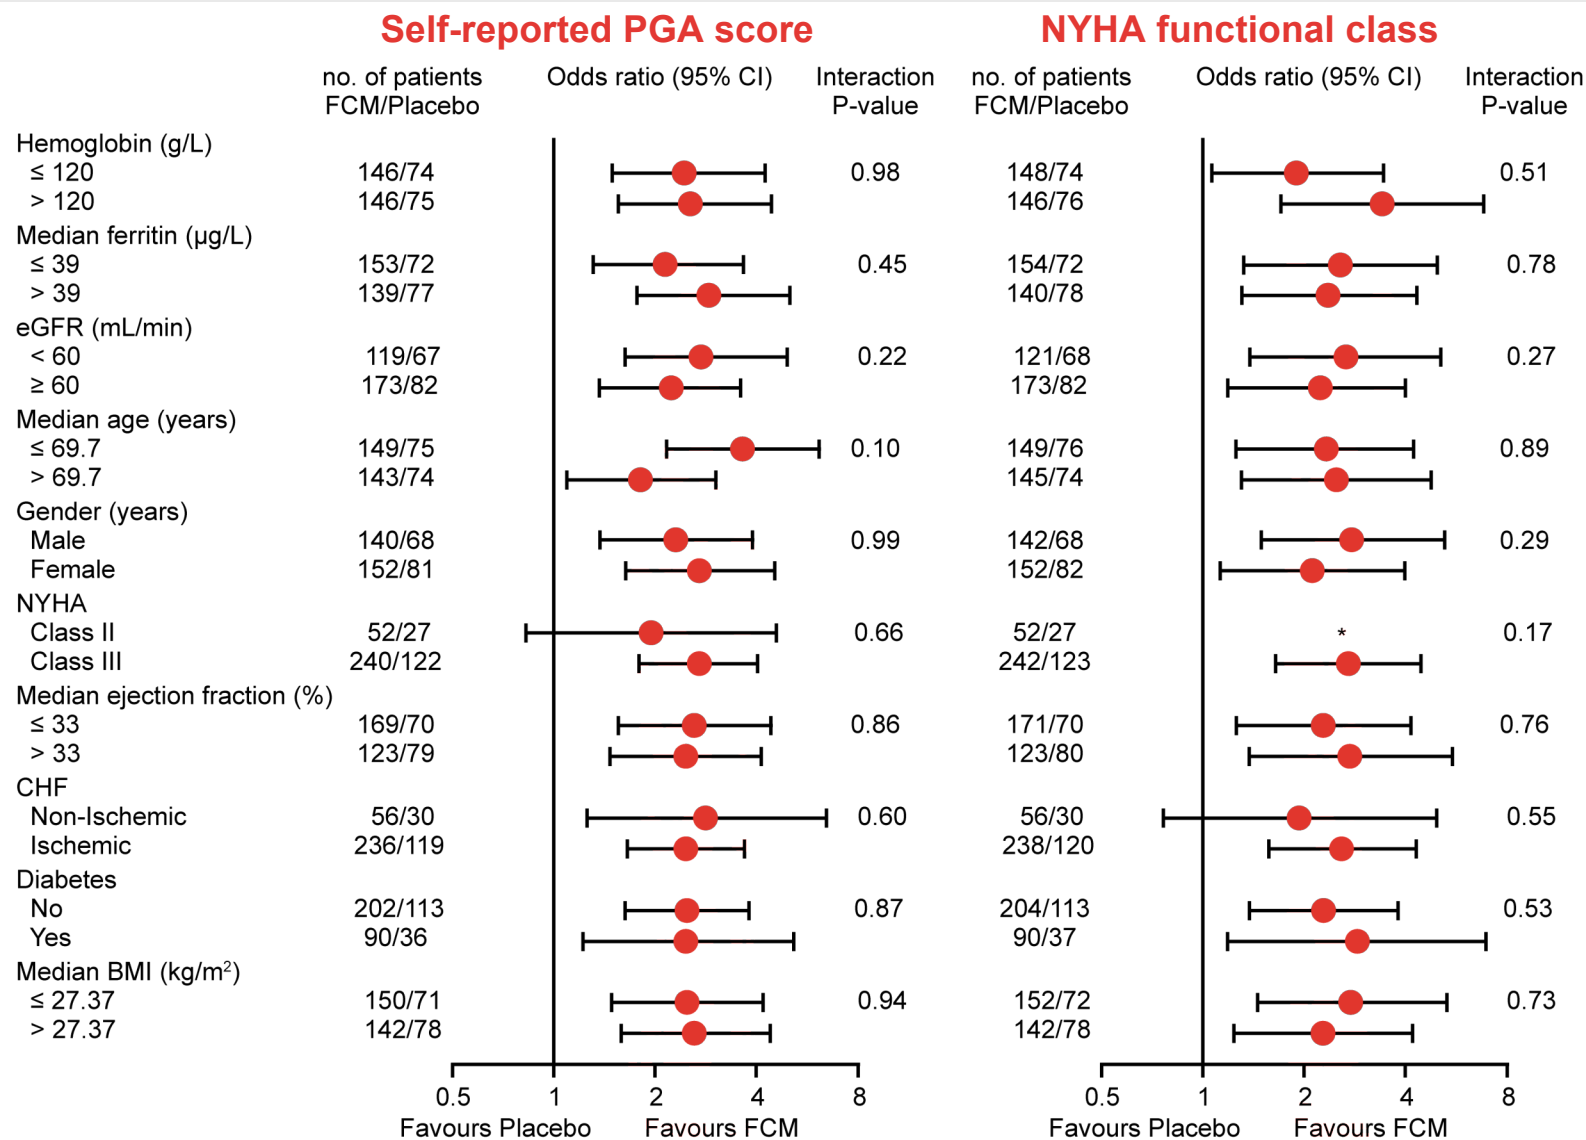 Self-reported PGA score NYHA functional class
no. of patients Odds ratio (95% CI) Interaction no. of patients Odds ratio (95% CI) Interaction
FCM/Placebo P-value FCM/Placebo P-value
Hemoglobin (g/L)
≤ 120 146/74 0.98 148/74 0.51
> 120 146/75 146/76
Median ferritin (µg/L)
≤ 39 153/72 0.45 154/72 0.78
> 39 139/77 140/78
eGFR (mL/min)
< 60 119/67 0.22 121/68 0.27
≥ 60 173/82 173/82
Median age (years)
≤ 69.7 149/75 0.10 149/76 0.89
> 69.7 143/74 145/74
Gender (years)
Male 140/68 0.99 142/68 0.29
Female 152/81 152/82
NYHA
Class II 52/27 0.66 52/27 * 0.17
Class III 240/122 242/123
Median ejection fraction (%)
≤ 33 169/70 0.86 171/70 0.76
> 33 123/79 123/80
CHF
Non-Ischemic 56/30 0.60 56/30 0.55
Ischemic 236/119 238/120
Diabetes
No 202/113 0.87 204/113 0.53
Yes 90/36 90/37
Median BMI (kg/m²)
≤ 27.37 150/71 0.94 152/72 0.73
> 27.37 142/78 142/78
0.5 1 2 4 8 0.5 1 2 4 8
Favours Placebo Favours FCM Favours Placebo Favours FCM